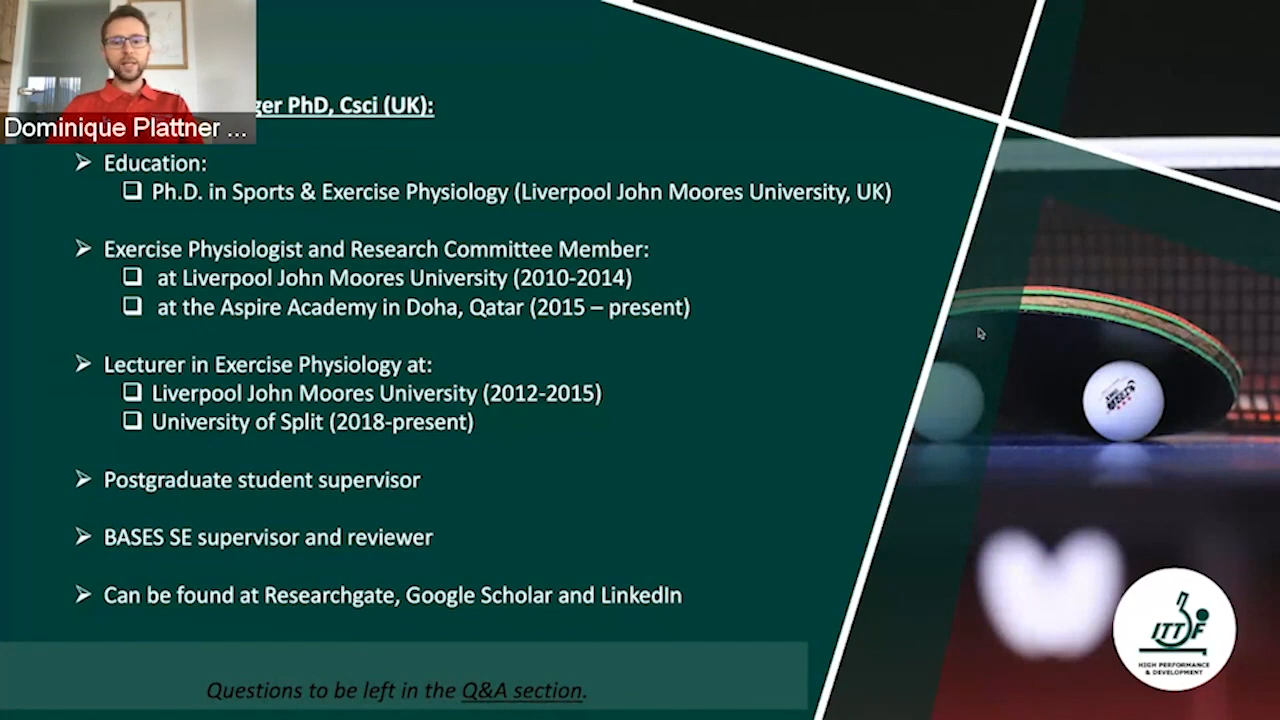 ger PhD, Csci (UK):
Dominique Plattner ...
Education:
Ph.D. in Sports & Exercise Physiology (Liverpool John Moores University, UK)
Exercise Physiologist and Research Committee Member:
at Liverpool John Moores University (2010-2014)
at the Aspire Academy in Doha, Qatar (2015 – present)
Lecturer in Exercise Physiology at:
Liverpool John Moores University (2012-2015)
University of Split (2018-present)
Postgraduate student supervisor
BASES SE supervisor and reviewer
Can be found at Researchgate, Google Scholar and LinkedIn
Questions to be left in the Q&A section.
ITTF
HIGH PERFORMANCE
& DEVELOPMENT